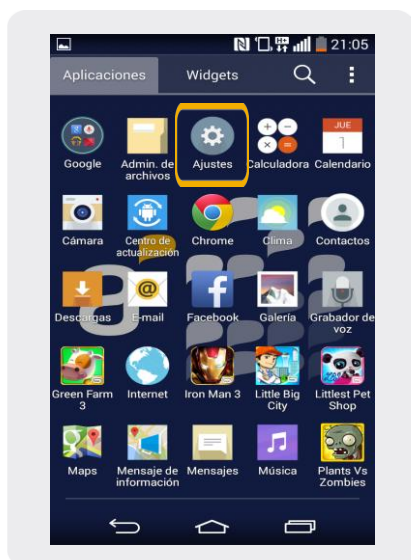 21:05
Aplicaciones Widgets
JUE
1
Google Admin. de archivos Ajustes Calculadora Calendario
Cámara Centro de actualización Chrome Clima Contactos
Descargas E-mail Facebook Galería Grabador de voz
Green Farm 3 Internet Iron Man 3 Little Big City Littlest Pet Shop
Maps Mensaje de información Mensajes Música Plants Vs Zombies